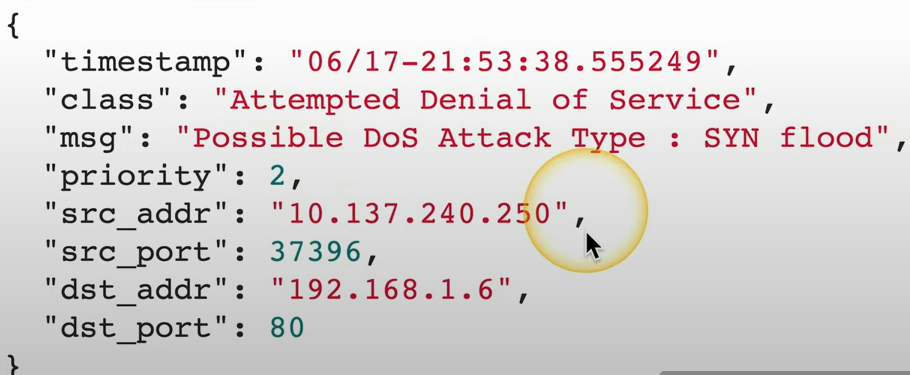 {
"timestamp": "06/17-21:53:38.555249",
"class": "Attempted Denial of Service",
"msg": "Possible DoS Attack Type : SYN flood",
"priority": 2,
"src_addr": "10.137.240.250",
"src_port": 37396,
"dst_addr": "192.168.1.6",
"dst_port": 80
}